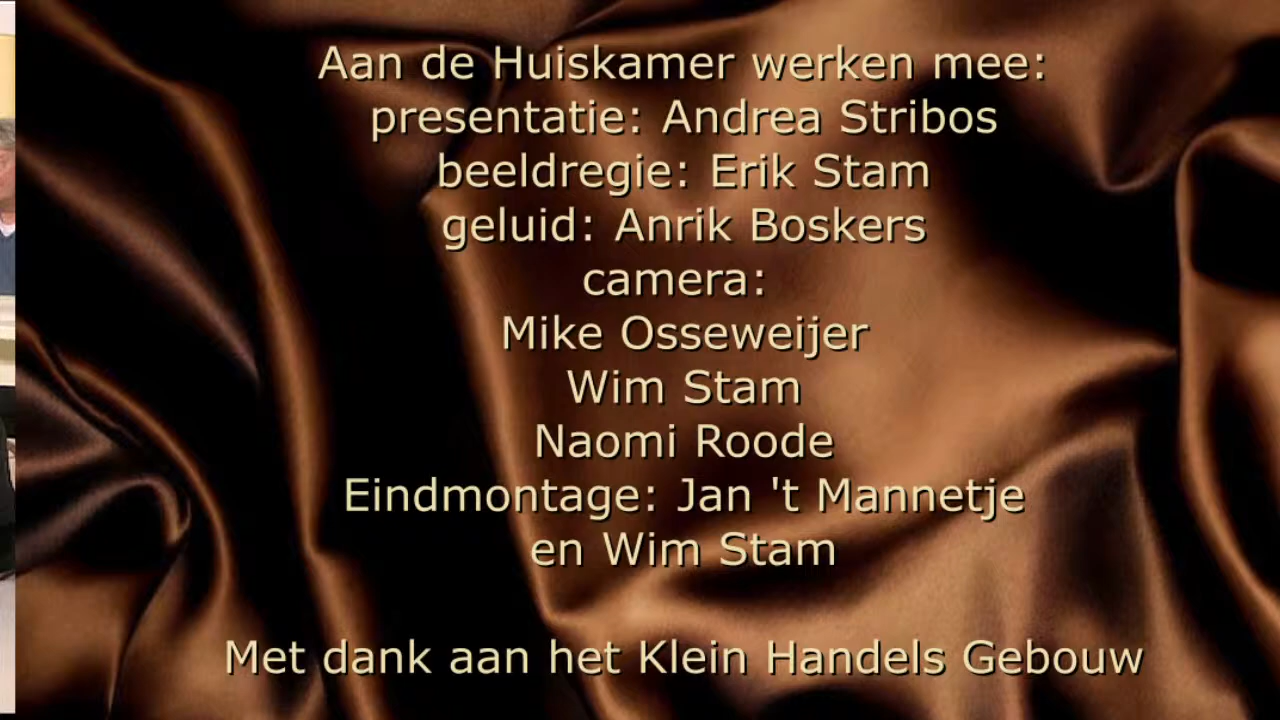 Aan de Huiskamer werken mee:
presentatie: Andrea Stribos
beeldregie: Erik Stam
geluid: Anrik Boskers
camera:
Mike Osseweijer
Wim Stam
Naomi Roode
Eindmontage: Jan 't Mannetje
en Wim Stam
Met dank aan het Klein Handels Gebouw